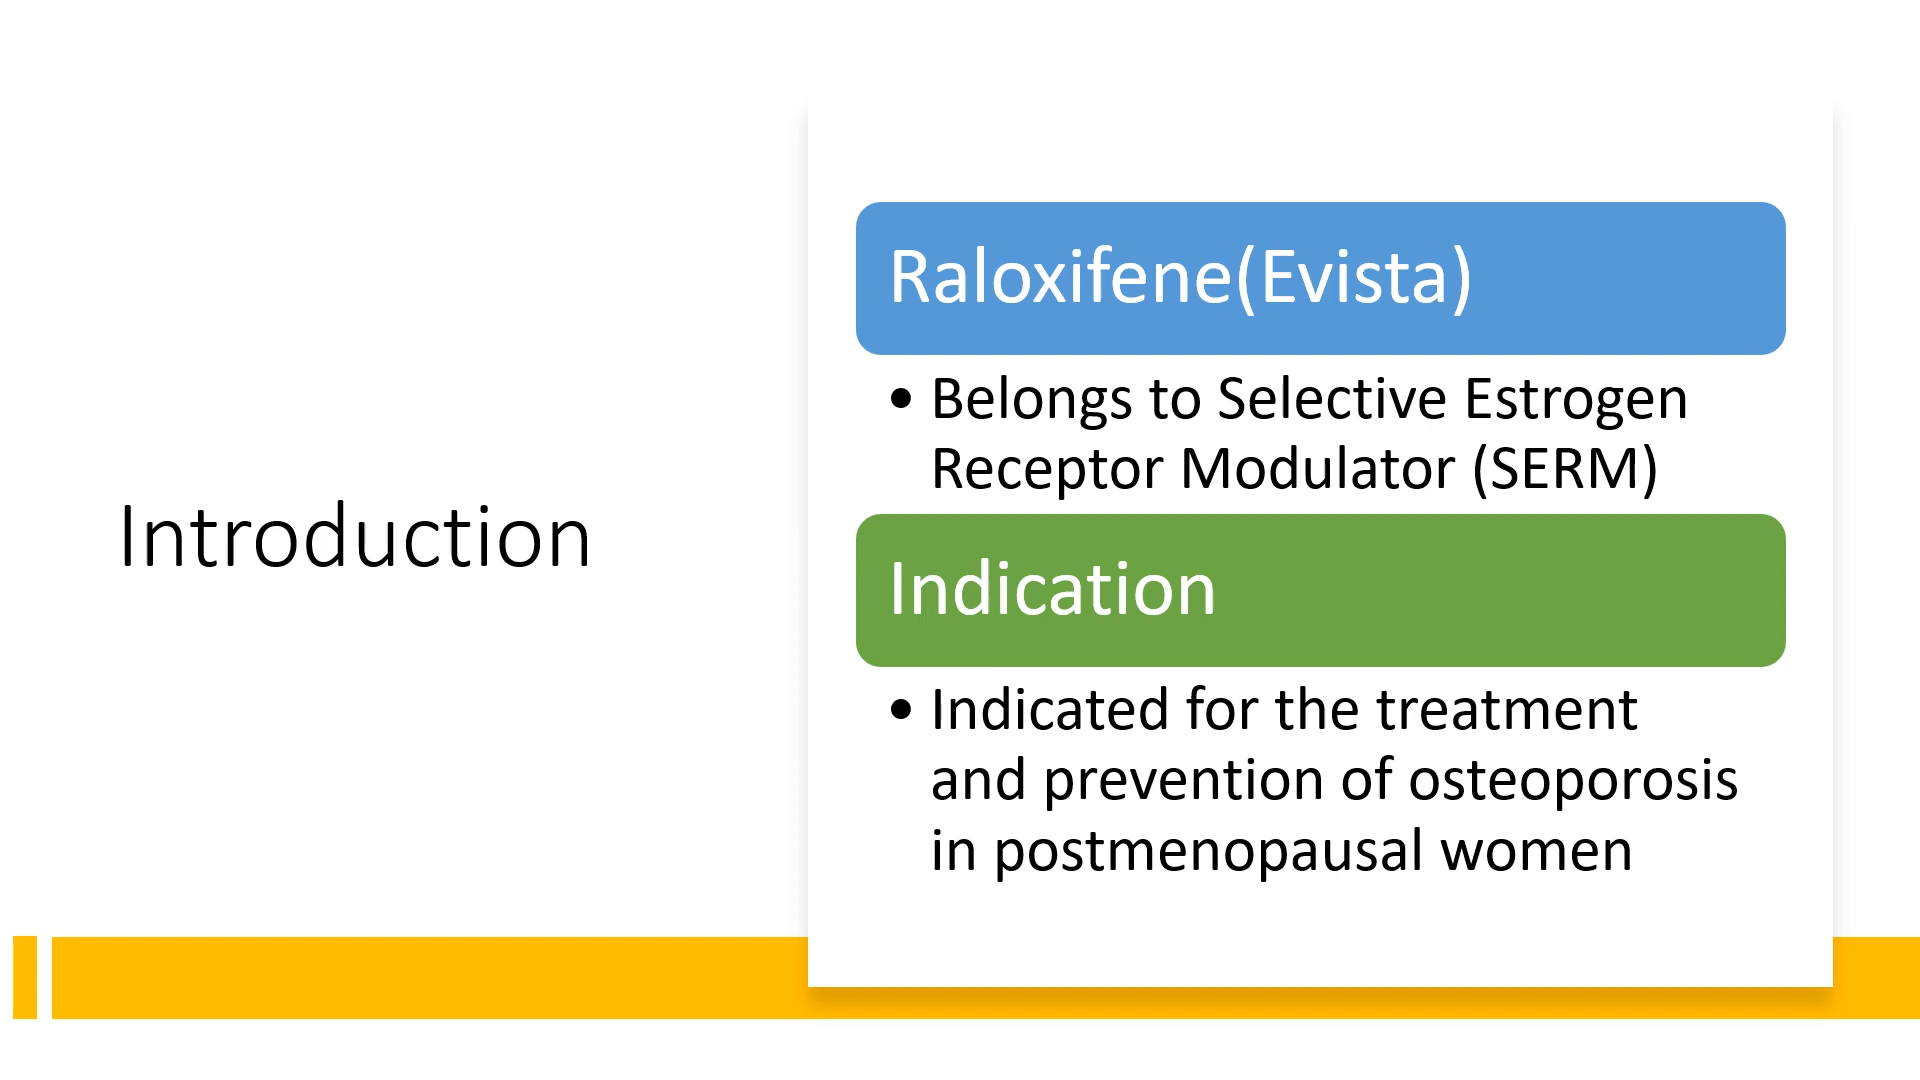 Introduction
Raloxifene(Evista)
• Belongs to Selective Estrogen
Receptor Modulator (SERM)
Indication
• Indicated for the treatment
and prevention of osteoporosis
in postmenopausal women